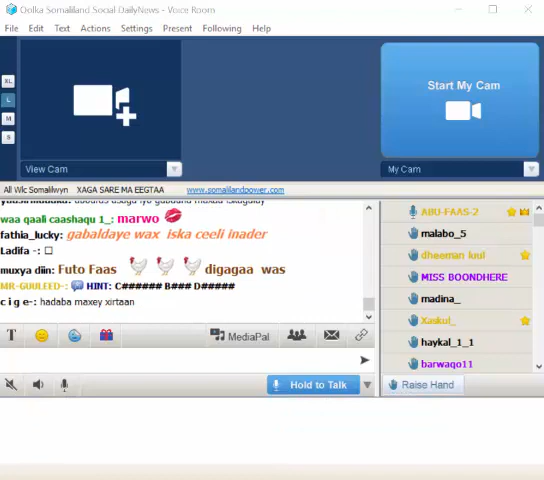 Qolka Somaliland Social DailyNews - Voice Room
File Edit Text Actions Settings Present Following Help
XL
L
M
S
Start My Cam
View Cam
My Cam
All Wlc Somalilwyn XAGA SARE MA EEGTAA www.somalilandpower.com
waa qaali caashaqu 1_: marwo
fathia_lucky: gabaldaye wax iska ceeli inader
Ladifa -:
muxya diin: Futo Faas digagaa was
MR-GUULEED-: HINT: C###### B### D#####
c i g e-: hadaba maxey xirtaan
ABU-FAAS-2
malabo_5
dheeman luul
MISS BOONDHERE
madina_
Xaskul_
haykal_1_1
barwaqo11
T
MediaPal
Hold to Talk
Raise Hand